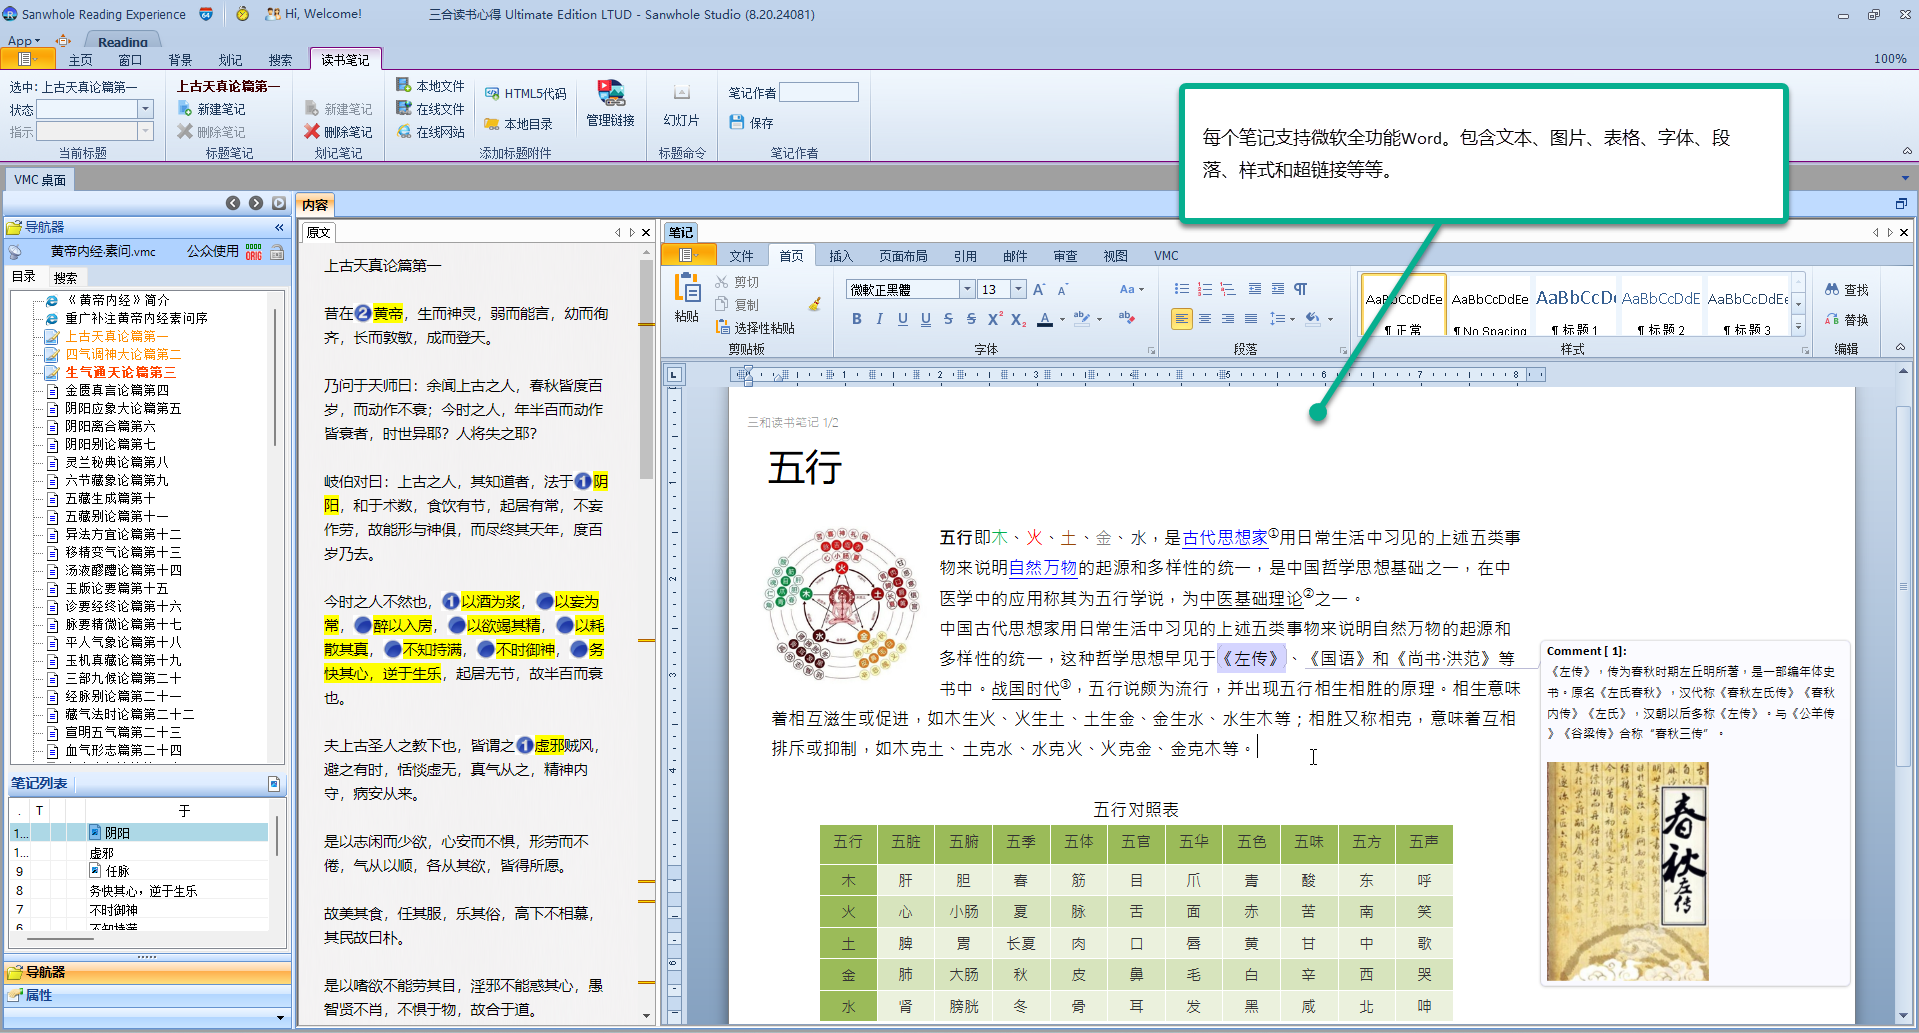 Sanwhole Reading Experience
Hi, Welcome!
三合读书心得 Ultimate Edition LTUD - Sanwhole Studio (8.20.24081)
App
Reading
主页 窗口 背景 划记 搜索 读书笔记
100%
选中: 上古天真论篇第一
状态
指示
当前标题
上古天真论篇第一
新建笔记
删除笔记
标题笔记
新建笔记
删除笔记
划记笔记
本地文件
在线文件
在线网站
HTML5代码
本地目录
添加标题附件
管理链接
幻灯片
标题命令
笔记作者
保存
笔记作者
每个笔记支持微软全功能Word。包含文本、图片、表格、字体、段
落、样式和超链接等等。
VMC 桌面
导航器
黄帝内经·素问.vmc 公众使用
ORIG
目录 搜索
《黄帝内经》简介
重广补注黄帝内经素问序
上古天真论篇第一
四气调神大论篇第二
生气通天论篇第三
金匮真言论篇第四
阴阳应象大论篇第五
阴阳离合篇第六
阴阳别论篇第七
灵兰秘典论篇第八
六节藏象论篇第九
五藏生成篇第十
五藏别论篇第十一
异法方宜论篇第十二
移精变气论篇第十三
汤液醪醴论篇第十四
玉版论要篇第十五
诊要经终论篇第十六
脉要精微论篇第十七
平人气象论篇第十八
玉机真藏论篇第十九
三部九候论篇第二十
经脉别论篇第二十一
藏气法时论篇第二十二
宣明五气篇第二十三
血气形志篇第二十四
笔记列表
. T 于
1... 阴阳
1... 虚邪
9 任脉
8 务快其心，逆于生乐
7 不时御神
6 不知持满
导航器
属性
内容
原文
上古天真论篇第一
昔在②黄帝，生而神灵，弱而能言，幼而徇
齐，长而敦敏，成而登天。
乃问于天师曰：余闻上古之人，春秋皆度百
岁，而动作不衰；今时之人，年半百而动作
皆衰者，时世异耶？人将失之耶？
岐伯对曰：上古之人，其知道者，法于①阴
阳，和于术数，食饮有节，起居有常，不妄
作劳，故能形与神俱，而尽终其天年，度百
岁乃去。
今时之人不然也，①以酒为浆，以妄为
常，醉以入房，以欲竭其精，以耗
散其真，不知持满，不时御神，务
快其心，逆于生乐，起居无节，故半百而衰
也。
夫上古圣人之教下也，皆谓之①虚邪贼风，
避之有时，恬惔虚无，真气从之，精神内
守，病安从来。
是以志闲而少欲，心安而不惧，形劳而不
倦，气从以顺，各从其欲，皆得所愿。
故美其食，任其服，乐其俗，高下不相慕，
其民故曰朴。
是以嗜欲不能劳其目，淫邪不能惑其心，愚
智贤不肖，不惧于物，故合于道。
笔记
文件 首页 插入 页面布局 引用 邮件 审查 视图 VMC
粘贴
剪切
复制
选择性粘贴
剪贴板
微軟正黑體 13
字体
段落
AaBbCcDdEe AaBbCcDdEe AaBbCcD AaBbCcDdE AaBbCcDdEe
¶ 正常 ¶ No Spacing ¶ 标题 1 ¶ 标题 2 ¶ 标题 3
样式
查找
替换
编辑
三和读书笔记 1/2
五行
火
土
金
水
木
五行即木、火、土、金、水，是古代思想家①用日常生活中习见的上述五类事
物来说明自然万物的起源和多样性的统一，是中国哲学思想基础之一，在中
医学中的应用称其为五行学说，为中医基础理论②之一。
中国古代思想家用日常生活中习见的上述五类事物来说明自然万物的起源和
多样性的统一，这种哲学思想早见于《左传》、《国语》和《尚书·洪范》等
书中。战国时代③，五行说颇为流行，并出现五行相生相胜的原理。相生意味
着相互滋生或促进，如木生火、火生土、土生金、金生水、水生木等；相胜又称相克，意味着互相
排斥或抑制，如木克土、土克水、水克火、火克金、金克木等。
五行对照表
五行 五脏 五腑 五季 五体 五官 五华 五色 五味 五方 五声
木 肝 胆 春 筋 目 爪 青 酸 东 呼
火 心 小肠 夏 脉 舌 面 赤 苦 南 笑
土 脾 胃 长夏 肉 口 唇 黄 甘 中 歌
金 肺 大肠 秋 皮 鼻 毛 白 辛 西 哭
水 肾 膀胱 冬 骨 耳 发 黑 咸 北 呻
Comment [ 1]:
《左传》，传为春秋时期左丘明所著，是一部编年体史
书。原名《左氏春秋》，汉代称《春秋左氏传》《春秋
内传》《左氏》，汉朝以后多称《左传》。与《公羊传
》《谷梁传》合称“春秋三传”。
春秋
左传